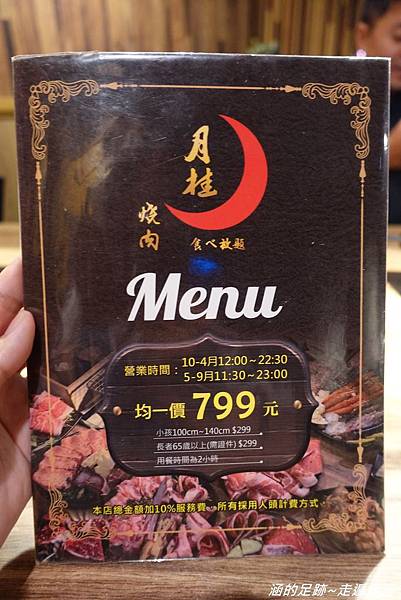 月桂
燒肉
食べ放題
Menu
營業時間：
10-4月12:00~22:30
5-9月11:30~23:00
均一價 799 元
小孩100cm~140cm $299
長者65歲以上(需證件) $299
用餐時間為2小時
本店總金額加10%服務費，所有採用人頭計費方式
涵的足跡~走遍